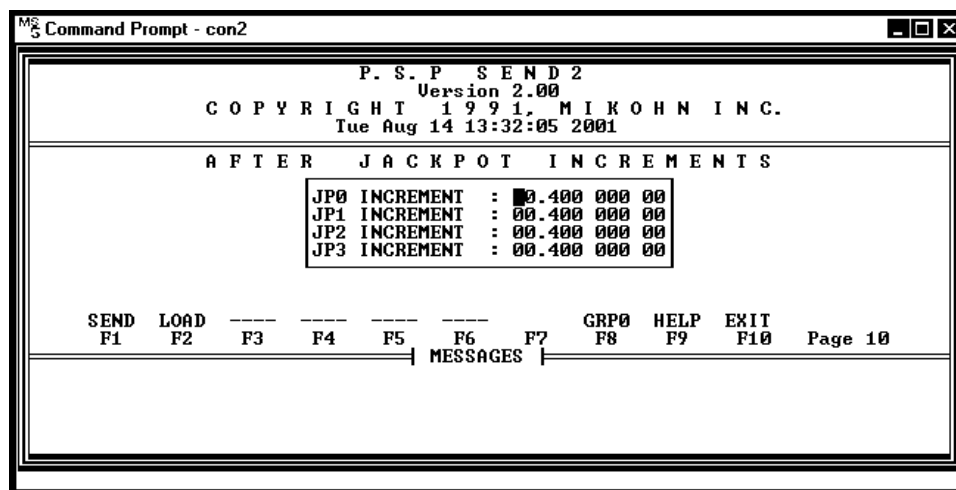 Command Prompt - con2
P. S. P S E N D 2
Version 2.00
C O P Y R I G H T 1 9 9 1, M I K O H N I N C.
Tue Aug 14 13:32:05 2001
A F T E R J A C K P O T I N C R E M E N T S
JP0 INCREMENT : 0.400 000 00
JP1 INCREMENT : 00.400 000 00
JP2 INCREMENT : 00.400 000 00
JP3 INCREMENT : 00.400 000 00
SEND LOAD ---- ---- ---- ---- GRP0 HELP EXIT
F1 F2 F3 F4 F5 F6 F7 F8 F9 F10 Page 10
MESSAGES